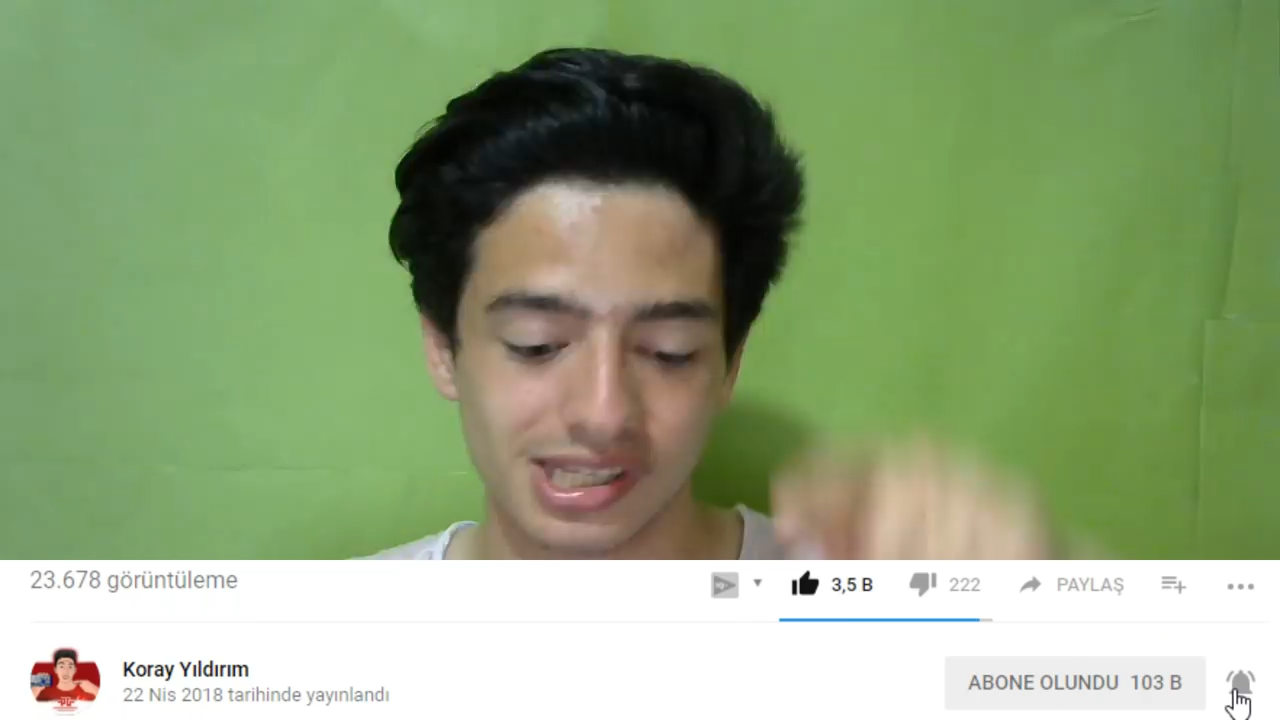 23.678 görüntüleme
3,5 B
222
PAYLAŞ
Koray Yıldırım
22 Nis 2018 tarihinde yayınlandı
ABONE OLUNDU 103 B